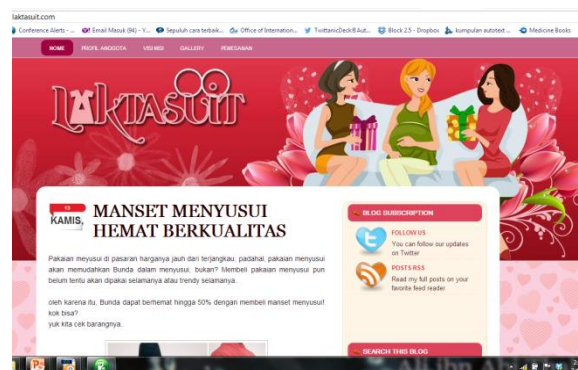 laktasuit.com
Conference Alerts - ... Email Masuk (94) - Y... Sepuluh cara terbaik... Office of Internation... TwittanicDeck®Aut... Block 2.5 - Dropbox kumpulan autotext ... Medicine Books
HOME PROFIL ANGGOTA VISI MISI GALLERY PEMESANAN
LAKTASUIT
13
KAMIS,
MANSET MENYUSUI
HEMAT BERKUALITAS
Pakaian meyusui di pasaran harganya jauh dari terjangkau, padahal, pakaian menyusui
akan memudahkan Bunda dalam menyusui, bukan? Membeli pakaian menyusui pun
belum tentu akan dipakai selamanya atau trendy selamanya.
oleh karena itu, Bunda dapat berhemat hingga 50% dengan membeli manset menyusui!
kok bisa?
yuk kita cek barangnya.
BLOG SUBSCRIPTION
FOLLOW US
You can follow our updates
on Twitter
POSTS RSS
Read my full posts on your
favorite feed reader
SEARCH THIS BLOG